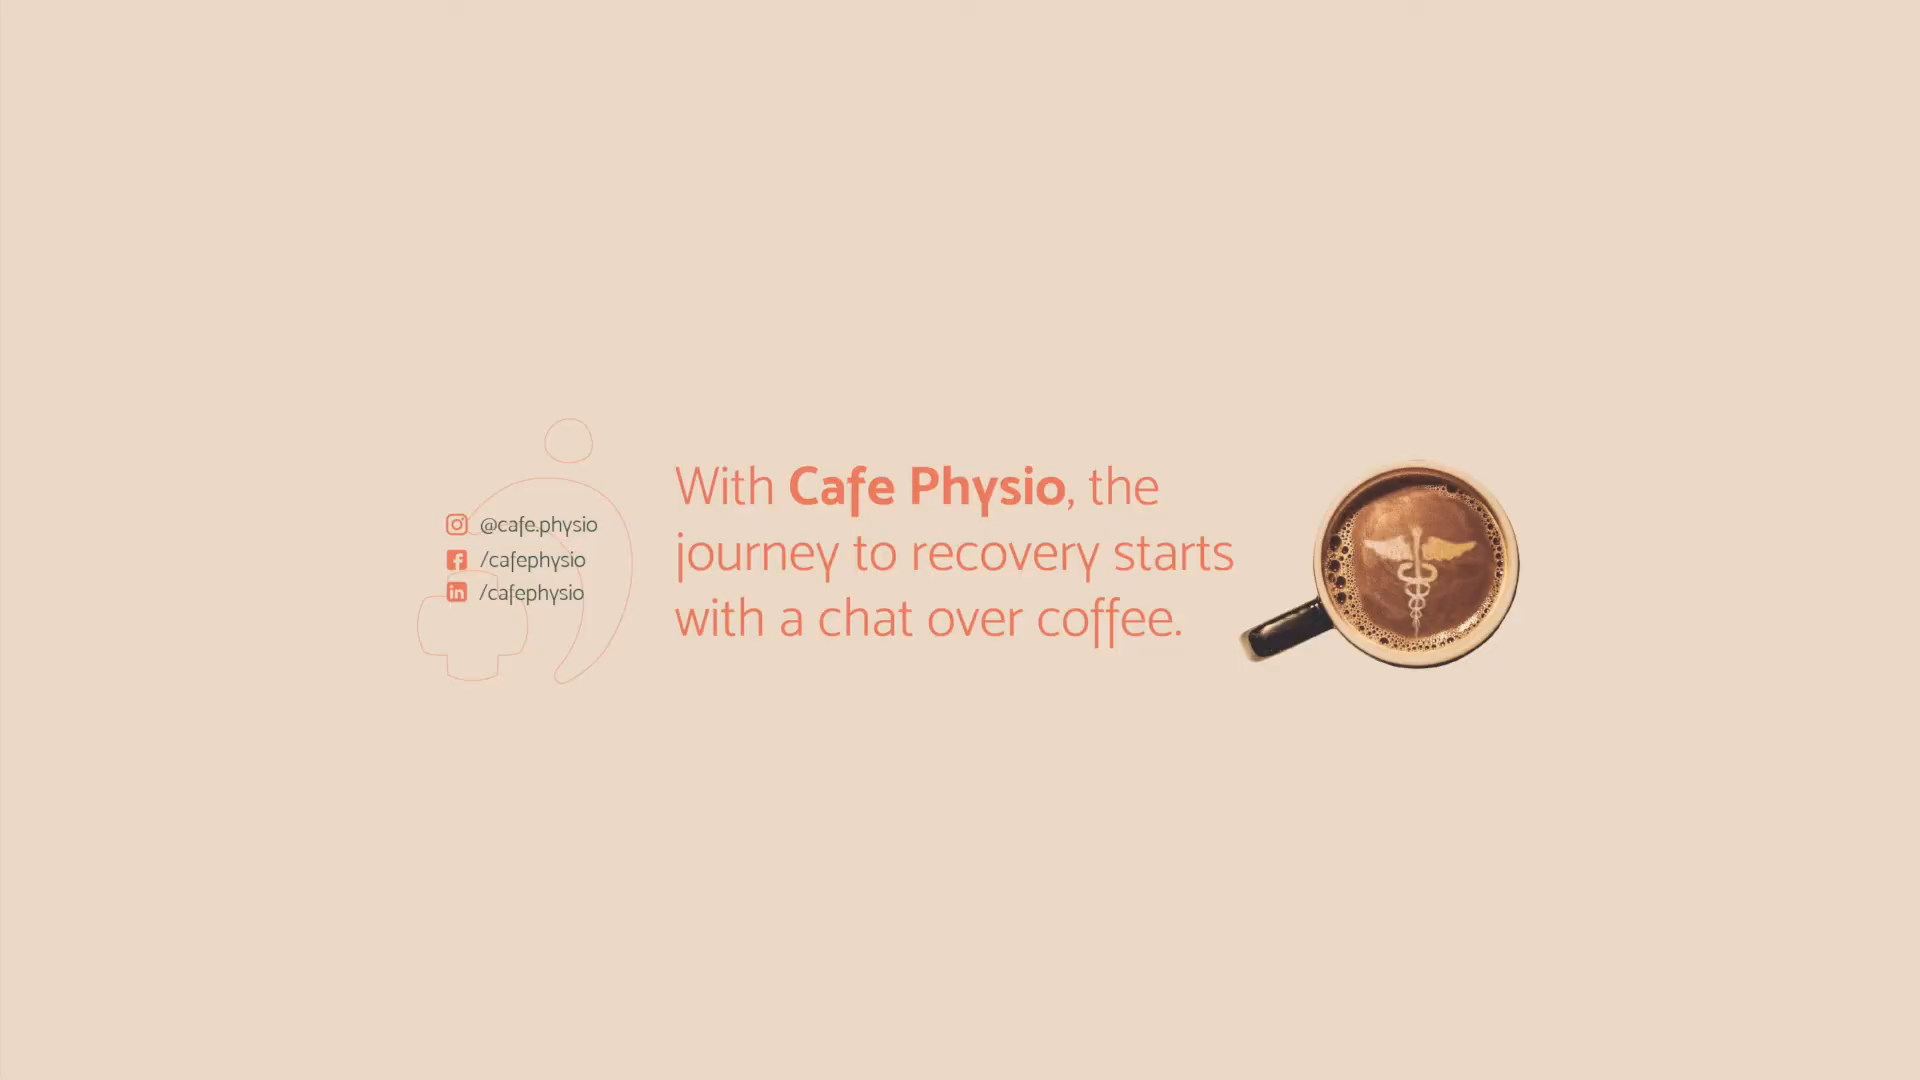 @cafe.physio
/cafephysio
/cafephysio
With Cafe Physio, the
journey to recovery starts
with a chat over coffee.